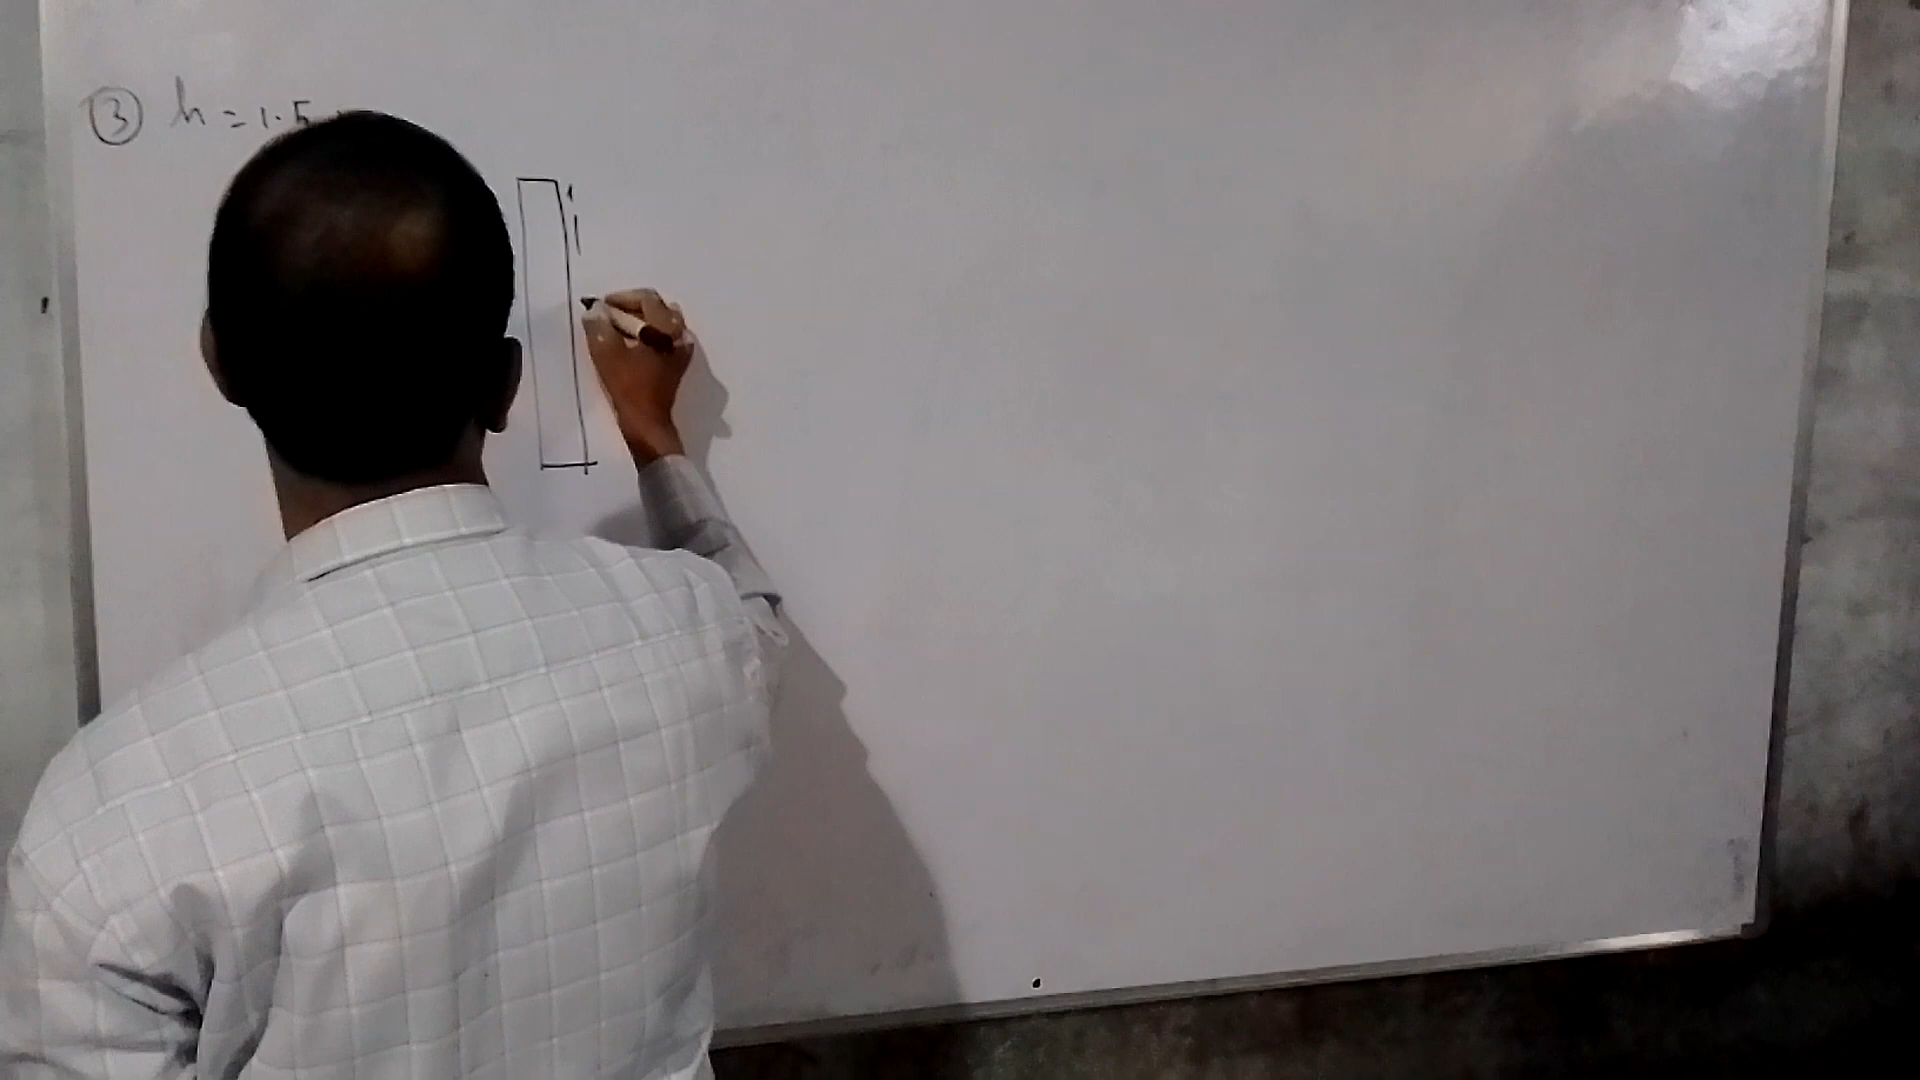 ③ h = 1.5